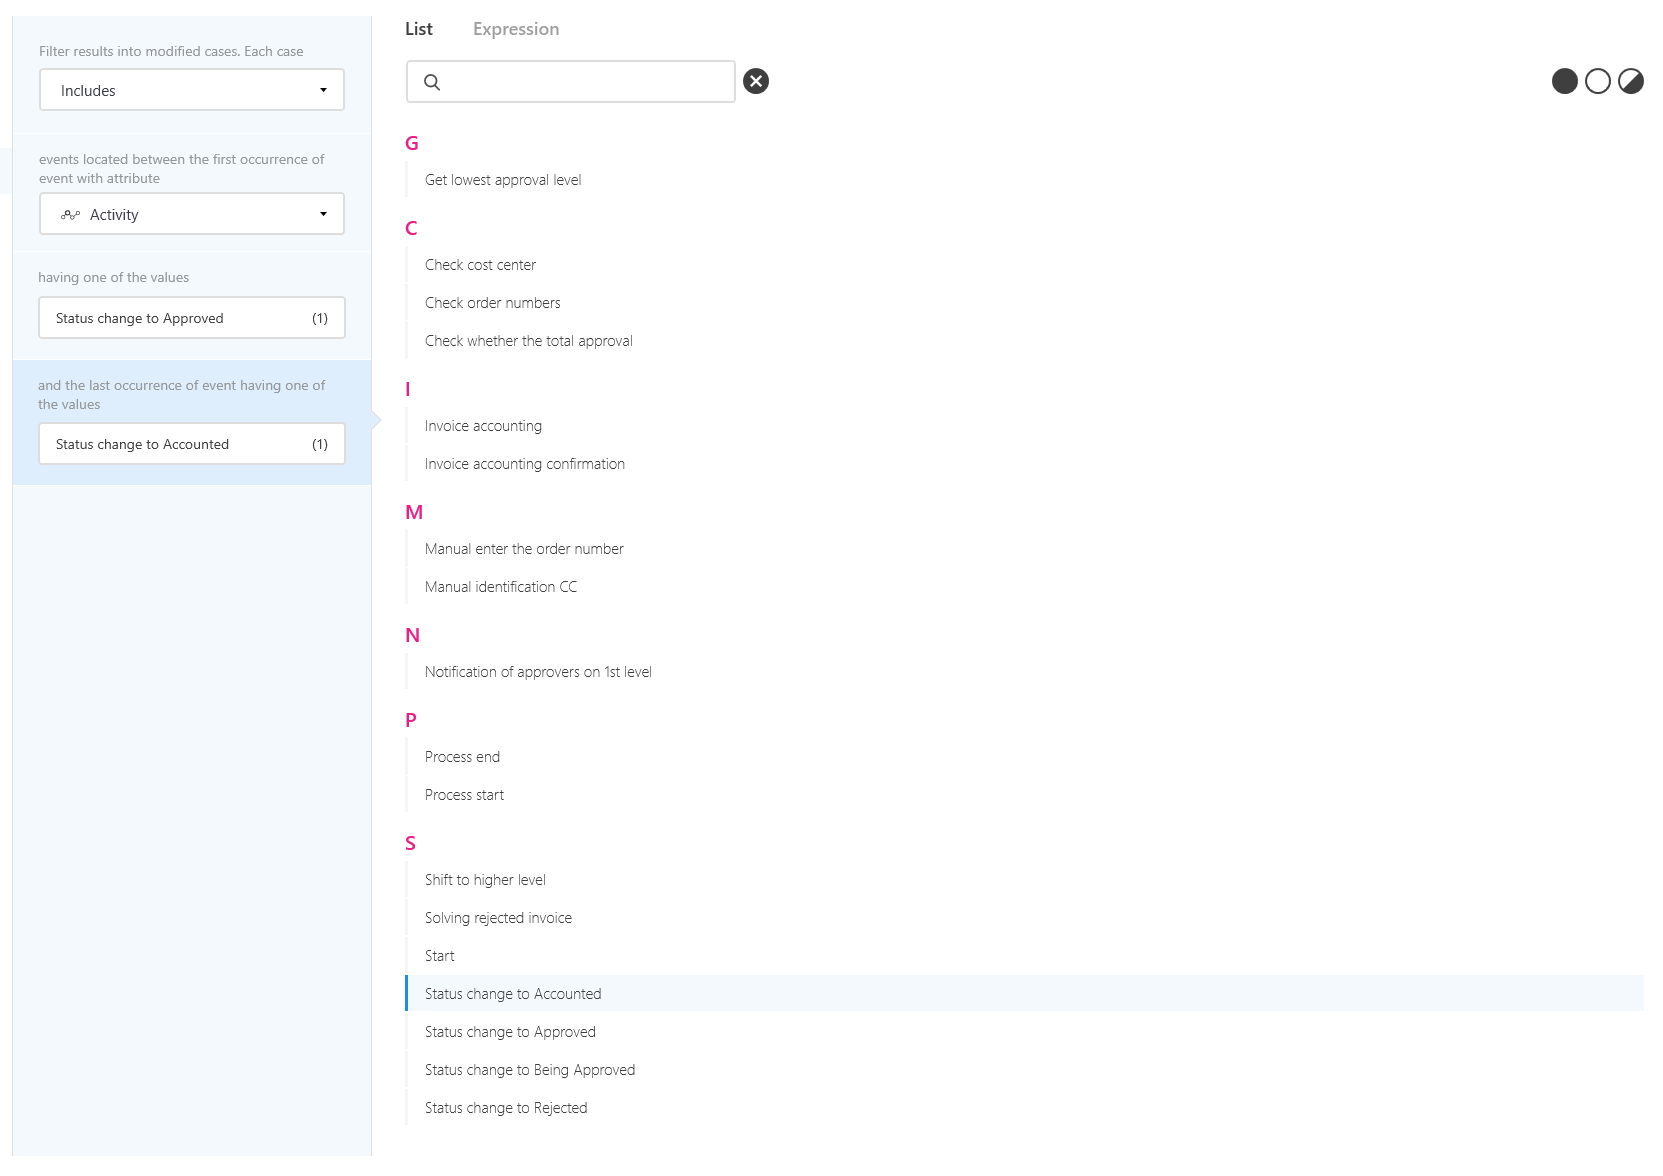 Filter results into modified cases. Each case
Includes
events located between the first occurrence of
event with attribute
Activity
having one of the values
Status change to Approved (1)
and the last occurrence of event having one of
the values
Status change to Accounted (1)
List Expression
G
Get lowest approval level
C
Check cost center
Check order numbers
Check whether the total approval
I
Invoice accounting
Invoice accounting confirmation
M
Manual enter the order number
Manual identification CC
N
Notification of approvers on 1st level
P
Process end
Process start
S
Shift to higher level
Solving rejected invoice
Start
Status change to Accounted
Status change to Approved
Status change to Being Approved
Status change to Rejected